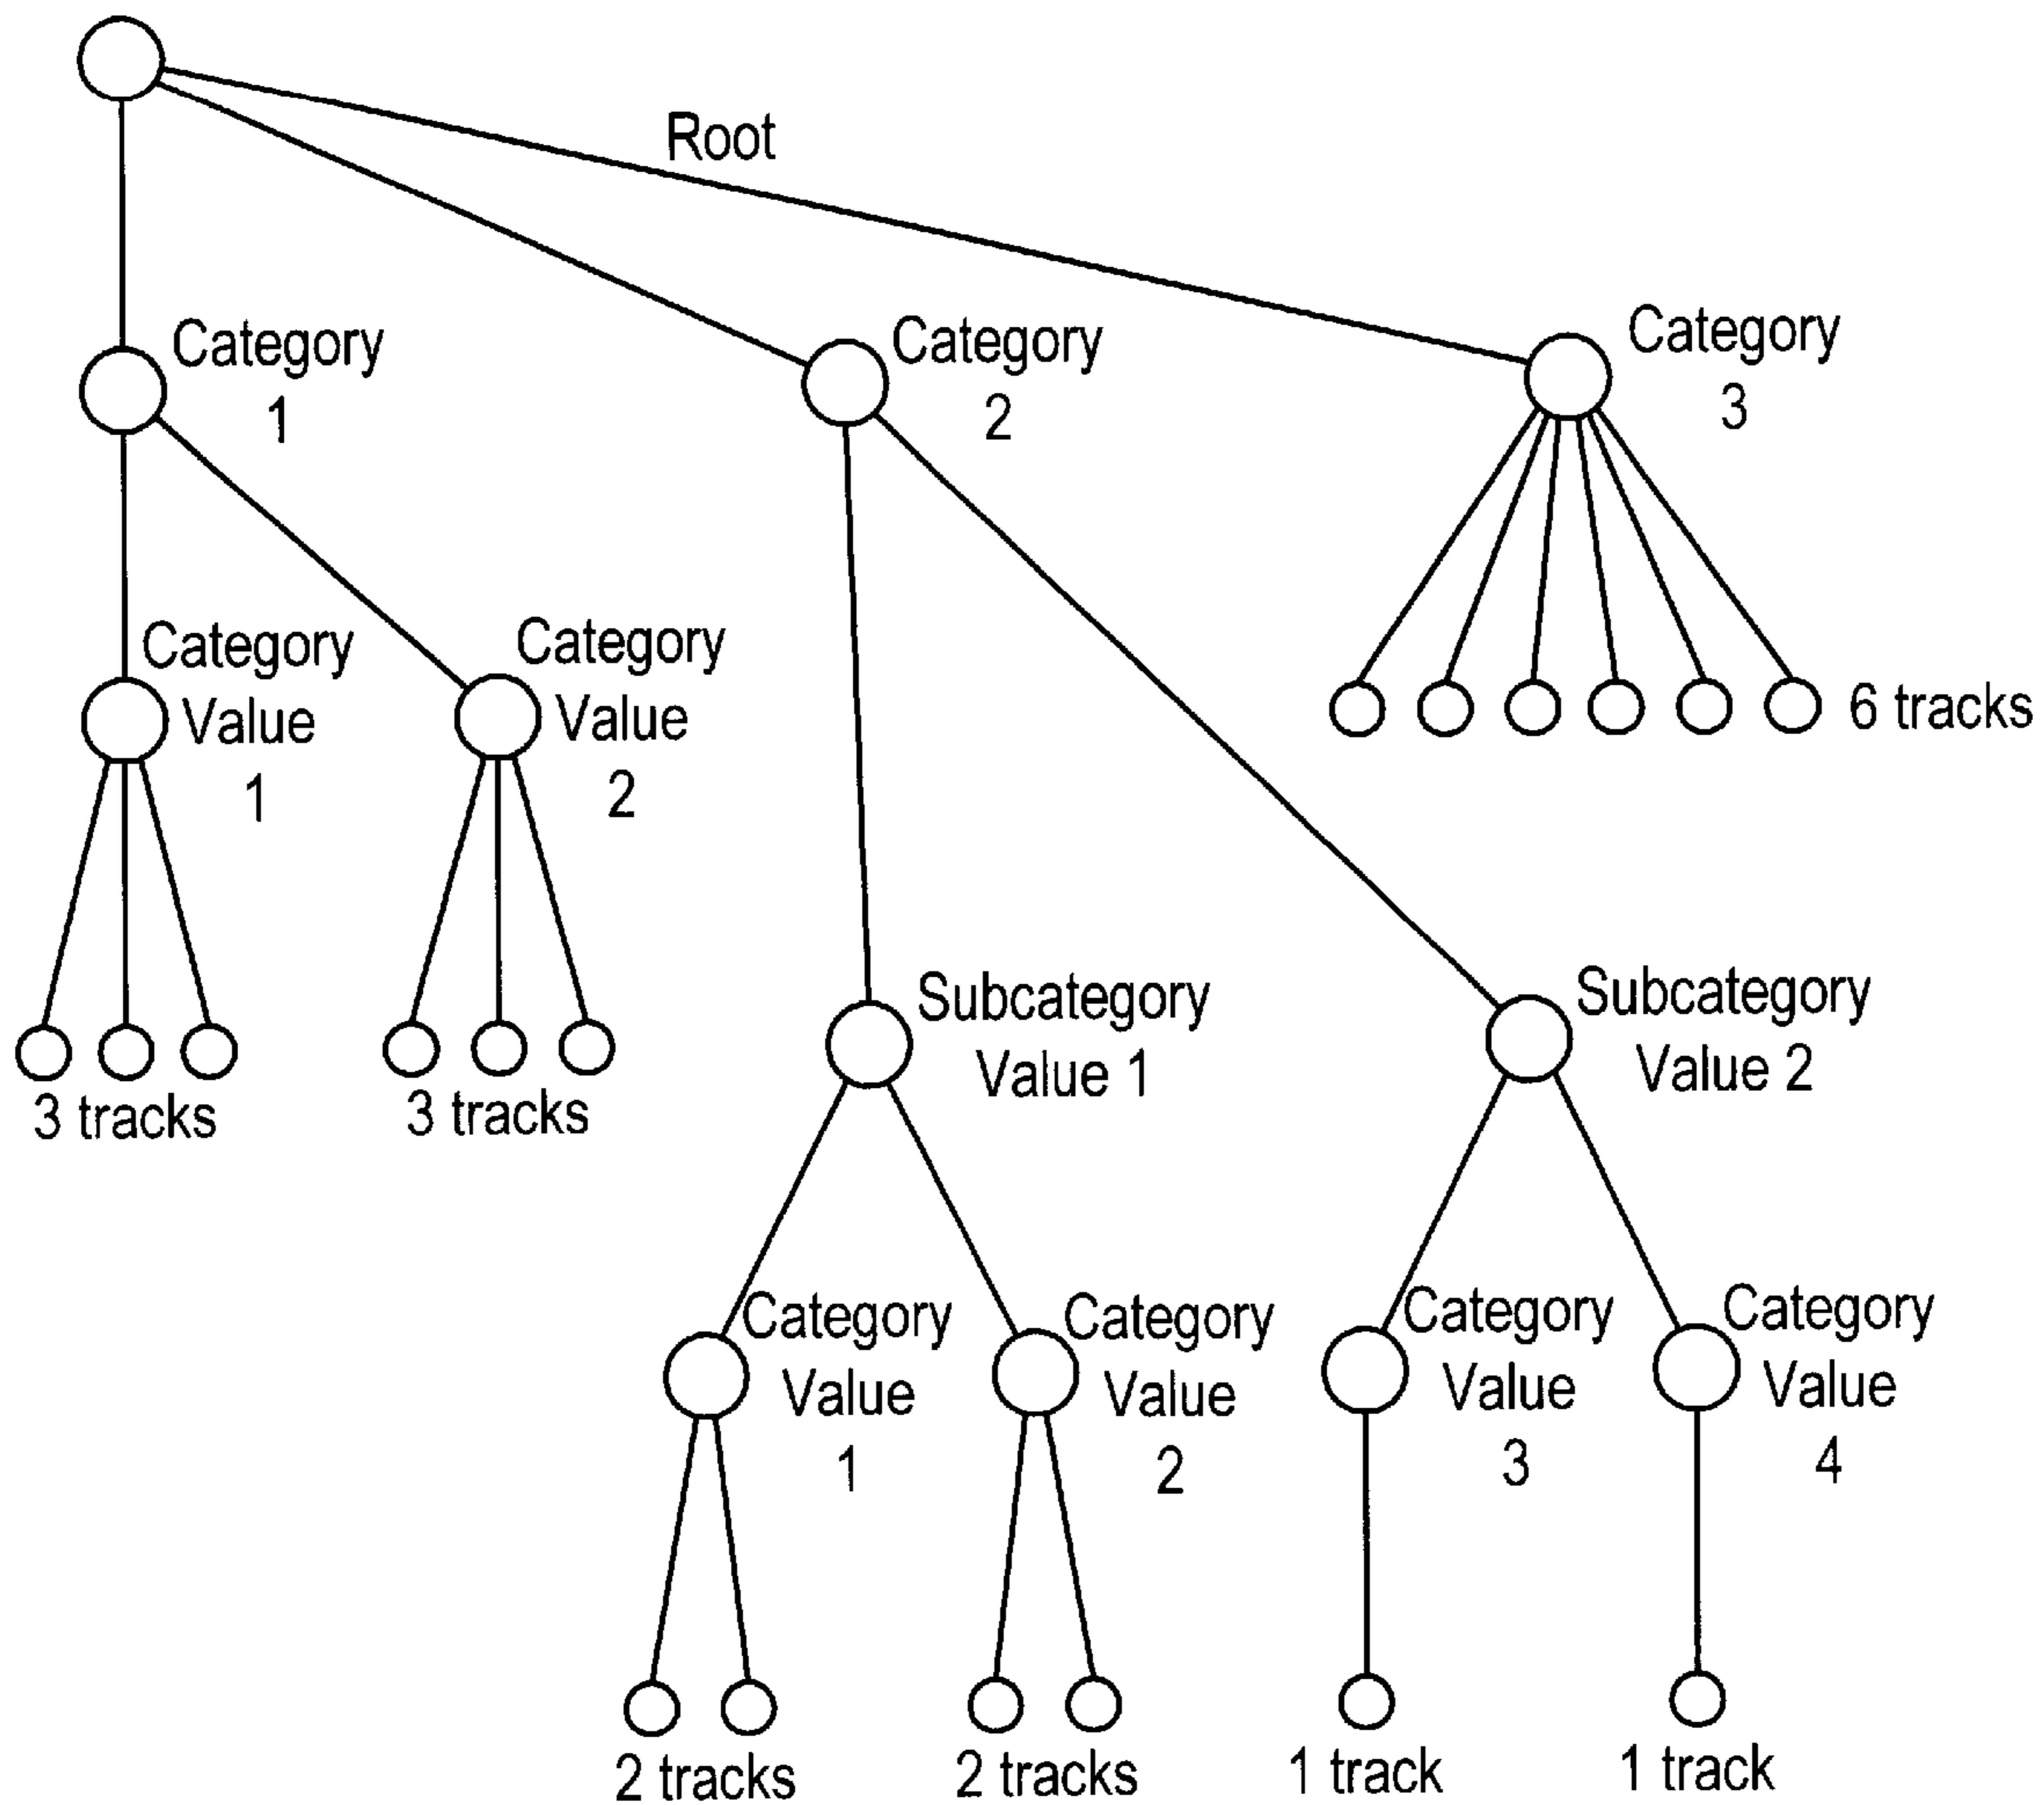 Root
Category
1
Category
2
Category
3
Category
Value
1
Category
Value
2
6 tracks
3 tracks
3 tracks
Subcategory
Value 1
Subcategory
Value 2
Category
Value
1
Category
Value
2
Category
Value
3
Category
Value
4
2 tracks
2 tracks
1 track
1 track